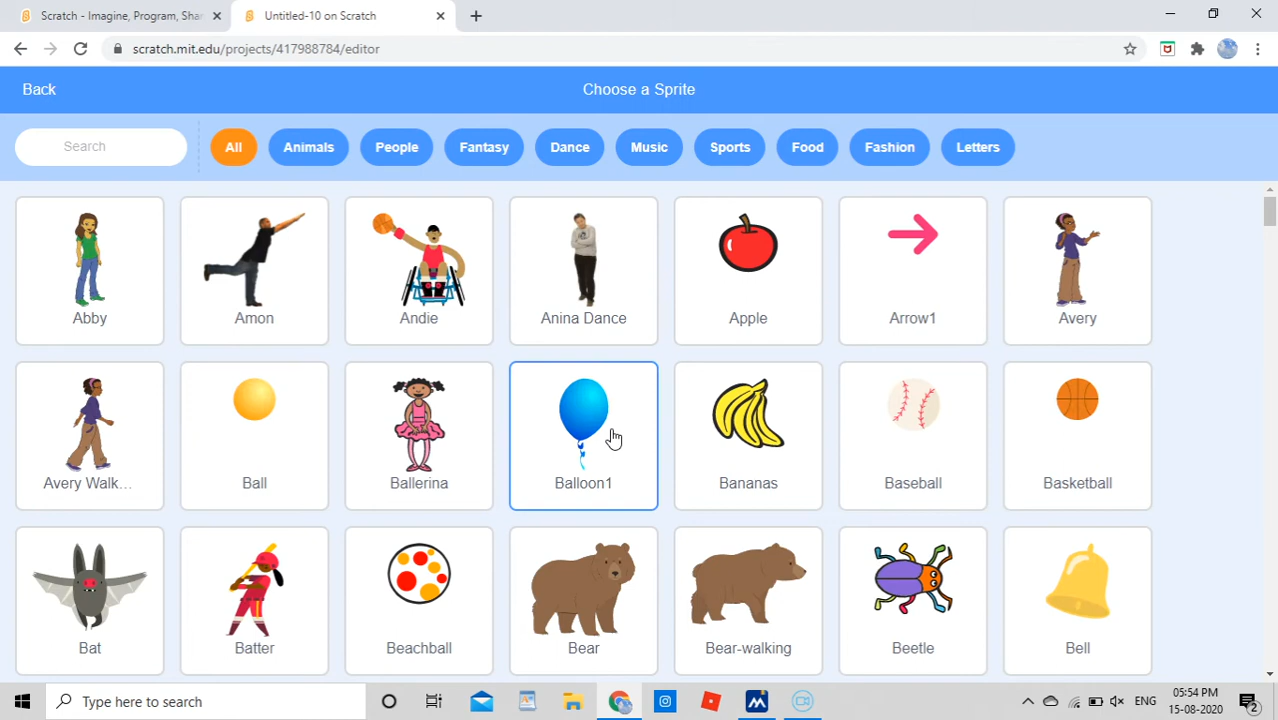 Scratch - Imagine, Program, Shar
Untitled-10 on Scratch
scratch.mit.edu/projects/417988784/editor
Back
Choose a Sprite
Search
All
Animals
People
Fantasy
Dance
Music
Sports
Food
Fashion
Letters
Abby
Amon
Andie
Anina Dance
Apple
Arrow1
Avery
Avery Walk...
Ball
Ballerina
Balloon1
Bananas
Baseball
Basketball
Bat
Batter
Beachball
Bear
Bear-walking
Beetle
Bell
Type here to search
ENG
05:54 PM
15-08-2020
2